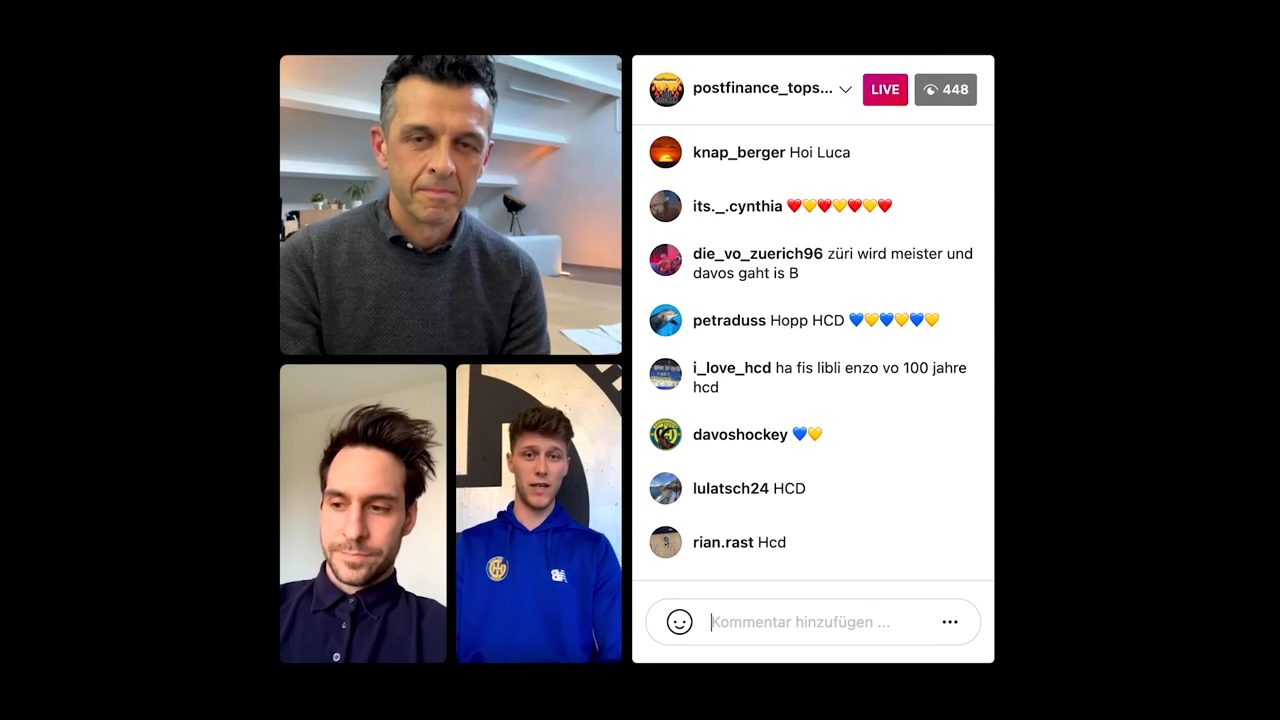 postfinance_tops...
LIVE
448
knap_berger Hoi Luca
its._.cynthia ❤️💛❤️💛❤️💛❤️
die_vo_zuerich96 züri wird meister und
davos gaht is B
petraduss Hopp HCD 💙💛💙💛💙💛
i_love_hcd ha fis libli enzo vo 100 jahre
hcd
davoshockey 💙💛
lulatsch24 HCD
rian.rast Hcd
Kommentar hinzufügen ...